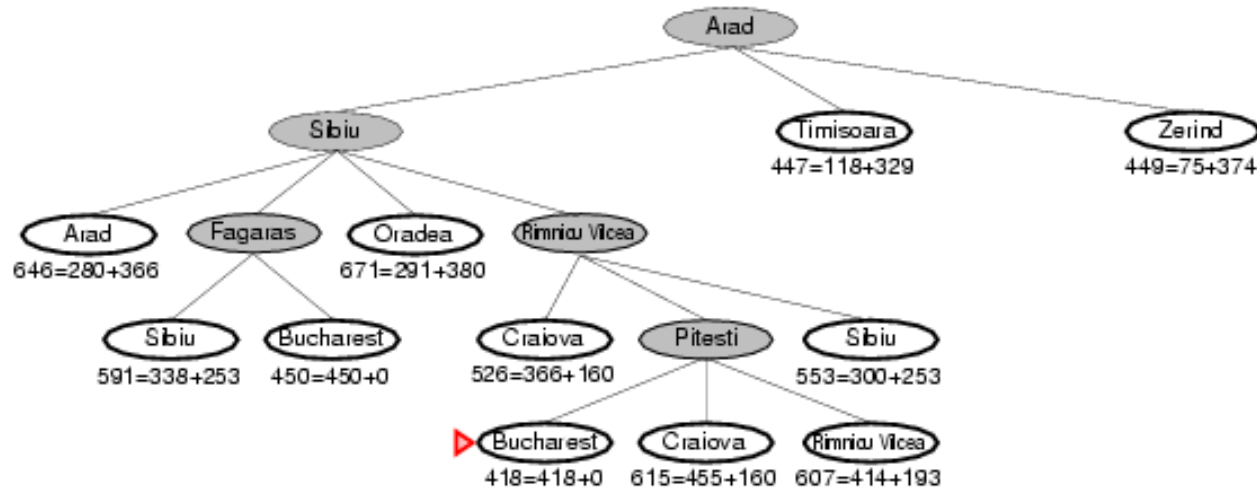 Arad
Sibiu
Timisoara
Zerind
447=118+329
449=75+374
Arad
Fagaras
Oradea
Rimnicu Vilcea
646=280+366
671=291+380
Sibiu
Bucharest
Craiova
Pitesti
Sibiu
591=338+253
450=450+0
526=366+160
553=300+253
Bucharest
Craiova
Rimnicu Vilcea
418=418+0
615=455+160
607=414+193